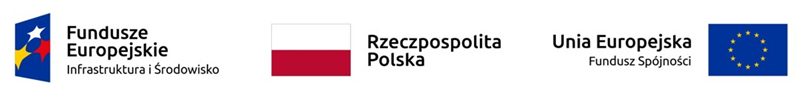 Fundusze
Europejskie
Infrastruktura i Środowisko
Rzeczpospolita
Polska
Unia Europejska
Fundusz Spójności